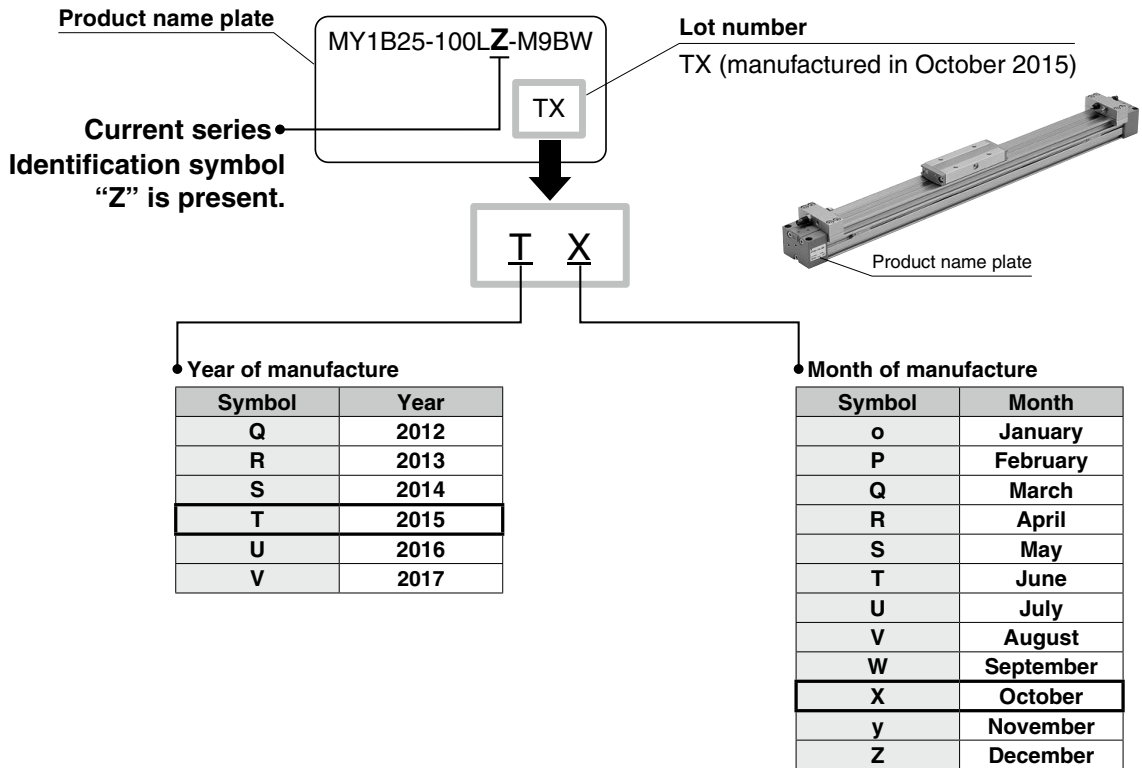 Product name plate
MY1B25-100LZ-M9BW
TX
Lot number
TX (manufactured in October 2015)
Current series
Identification symbol
“Z” is present.
T X
Product name plate
Year of manufacture
Symbol Year
Q 2012
R 2013
S 2014
T 2015
U 2016
V 2017
Month of manufacture
Symbol Month
o January
P February
Q March
R April
S May
T June
U July
V August
W September
X October
y November
Z December